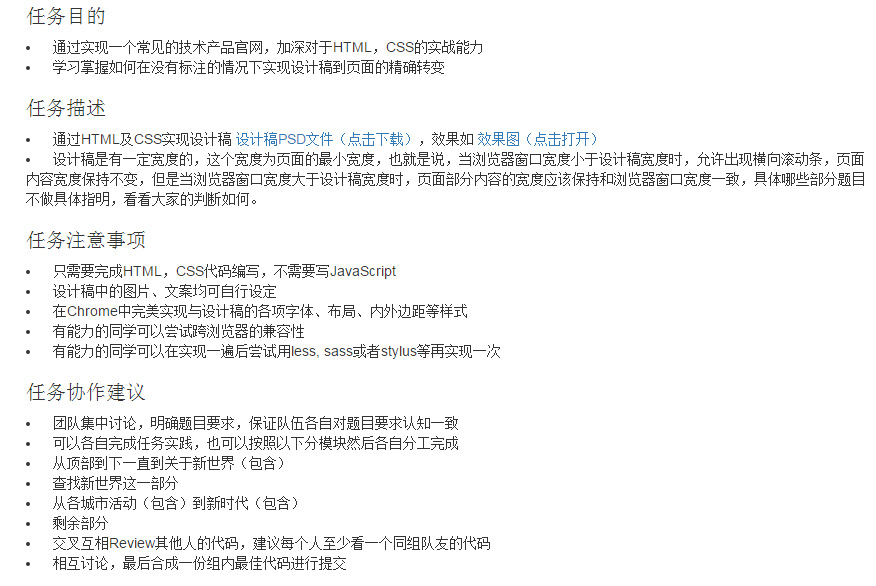 任务目的
• 通过实现一个常见的技术产品官网，加深对于HTML，CSS的实战能力
• 学习掌握如何在没有标注的情况下实现设计稿到页面的精确转变
任务描述
• 通过HTML及CSS实现设计稿 设计稿PSD文件（点击下载），效果如 效果图（点击打开）
• 设计稿是有一定宽度的，这个宽度为页面的最小宽度，也就是说，当浏览器窗口宽度小于设计稿宽度时，允许出现横向滚动条，页面
内容宽度保持不变，但是当浏览器窗口宽度大于设计稿宽度时，页面部分内容的宽度应该保持和浏览器窗口宽度一致，具体哪些部分题目
不做具体指明，看看大家的判断如何。
任务注意事项
• 只需要完成HTML，CSS代码编写，不需要写JavaScript
• 设计稿中的图片、文案均可自行设定
• 在Chrome中完美实现与设计稿的各项字体、布局、内外边距等样式
• 有能力的同学可以尝试跨浏览器的兼容性
• 有能力的同学可以在实现一遍后尝试用less, sass或者stylus等再实现一次
任务协作建议
• 团队集中讨论，明确题目要求，保证队伍各自对题目要求认知一致
• 可以各自完成任务实践，也可以按照以下分模块然后各自分工完成
• 从顶部到下一直到关于新世界（包含）
• 查找新世界这一部分
• 从各城市活动（包含）到新时代（包含）
• 剩余部分
• 交叉互相Review其他人的代码，建议每个人至少看一个同组队友的代码
• 相互讨论，最后合成一份组内最佳代码进行提交